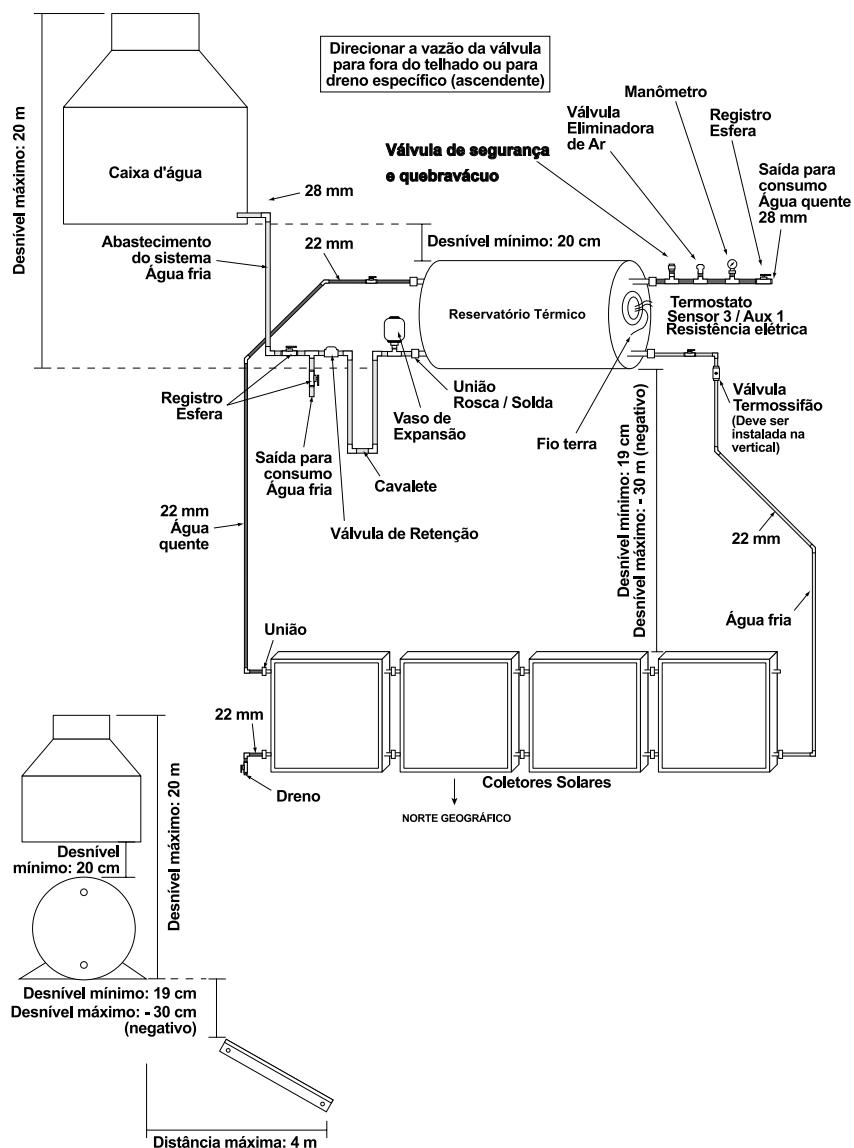 Direcionar a vazão da válvula
para fora do telhado ou para
dreno específico (ascendente)
Desnível máximo: 20 m
Caixa d'água
28 mm
Abastecimento
do sistema
Água fria
22 mm
Desnível mínimo: 20 cm
Válvula de segurança
e quebravácuo
Válvula
Eliminadora
de Ar
Manômetro
Registro
Esfera
Saída para
consumo
Água quente
28 mm
Reservatório Térmico
Termostato
Sensor 3 / Aux 1
Resistência elétrica
Registro
Esfera
Saída para
consumo
Água fria
Vaso de
Expansão
União
Rosca / Solda
Fio terra
Válvula
Termossifão
(Deve ser
instalada na
vertical)
Cavalete
Válvula de Retenção
22 mm
Água
quente
Desnível mínimo: 19 cm
Desnível máximo: - 30 m (negativo)
22 mm
Água fria
União
22 mm
Dreno
Coletores Solares
NORTE GEOGRÁFICO
Desnível máximo: 20 m
Desnível
mínimo: 20 cm
Desnível mínimo: 19 cm
Desnível máximo: - 30 cm
(negativo)
Distância máxima: 4 m